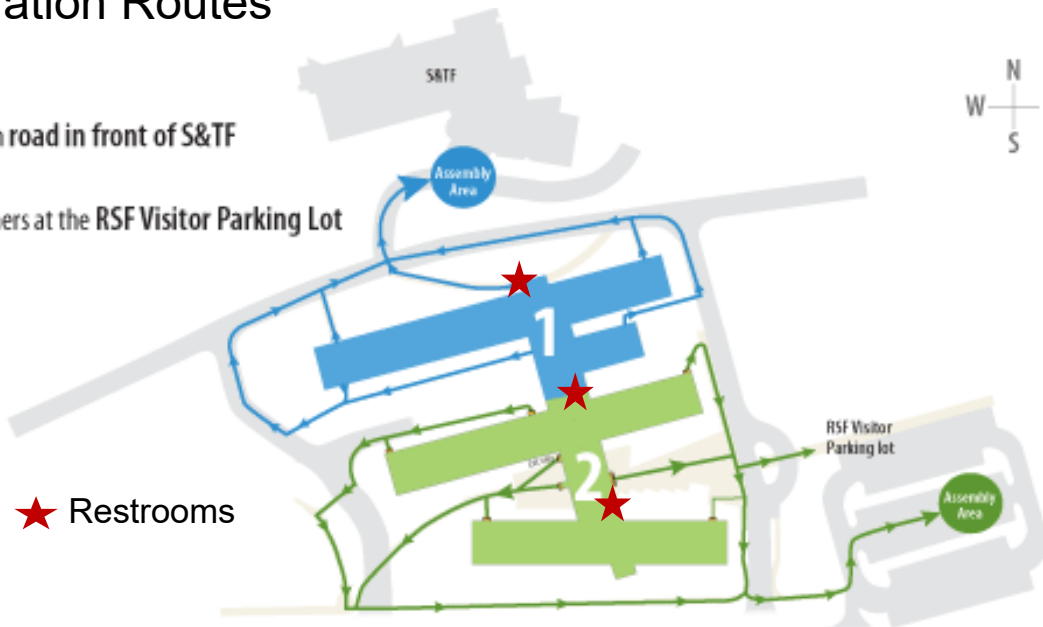 ation Routes
S&TF
N
W
S
road in front of S&TF
Assembly
Area
ers at the RSF Visitor Parking Lot
1
RSF Visitor
Parking lot
2
Assembly
Area
Restrooms